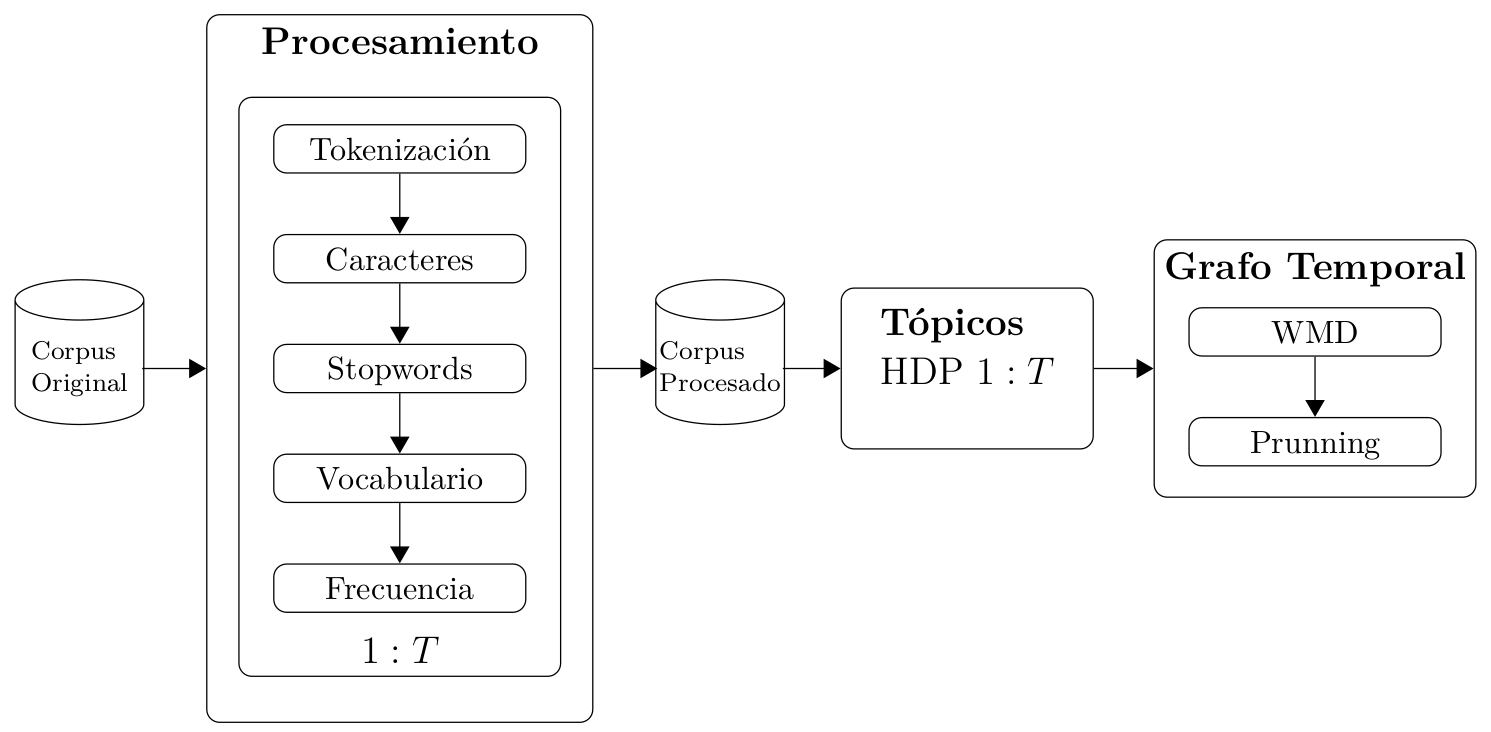 Corpus
Original
Procesamiento
Tokenización
Caracteres
Stopwords
Vocabulario
Frecuencia
1 : T
Corpus
Procesado
Tópicos
HDP 1 : T
Grafo Temporal
WMD
Prunning